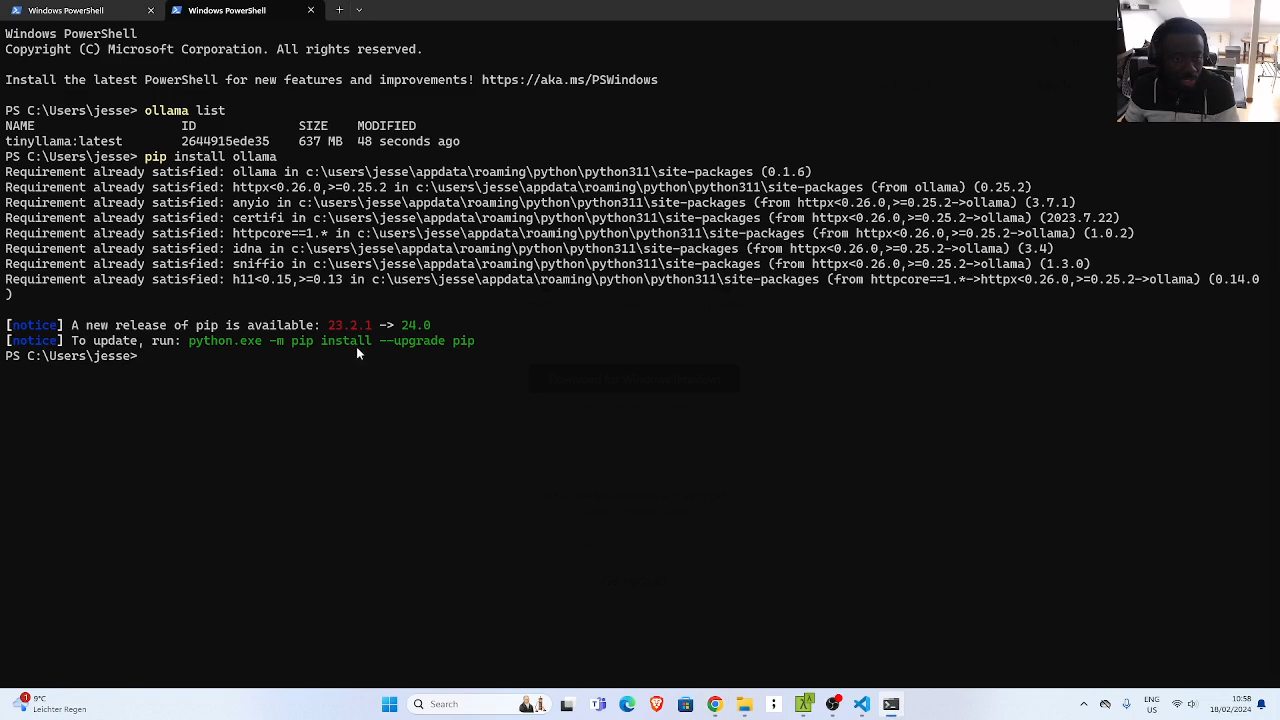 Windows PowerShell
Windows PowerShell
Windows PowerShell
Copyright (C) Microsoft Corporation. All rights reserved.
Install the latest PowerShell for new features and improvements! https://aka.ms/PSWindows
PS C:\Users\jesse> ollama list
NAME ID SIZE MODIFIED
tinyllama:latest 2644915ede35 637 MB 48 seconds ago
PS C:\Users\jesse> pip install ollama
Requirement already satisfied: ollama in c:\users\jesse\appdata\roaming\python\python311\site-packages (0.1.6)
Requirement already satisfied: httpx<0.26.0,>=0.25.2 in c:\users\jesse\appdata\roaming\python\python311\site-packages (from ollama) (0.25.2)
Requirement already satisfied: anyio in c:\users\jesse\appdata\roaming\python\python311\site-packages (from httpx<0.26.0,>=0.25.2->ollama) (3.7.1)
Requirement already satisfied: certifi in c:\users\jesse\appdata\roaming\python\python311\site-packages (from httpx<0.26.0,>=0.25.2->ollama) (2023.7.22)
Requirement already satisfied: httpcore==1.* in c:\users\jesse\appdata\roaming\python\python311\site-packages (from httpx<0.26.0,>=0.25.2->ollama) (1.0.2)
Requirement already satisfied: idna in c:\users\jesse\appdata\roaming\python\python311\site-packages (from httpx<0.26.0,>=0.25.2->ollama) (3.4)
Requirement already satisfied: sniffio in c:\users\jesse\appdata\roaming\python\python311\site-packages (from httpx<0.26.0,>=0.25.2->ollama) (1.3.0)
Requirement already satisfied: h11<0.15,>=0.13 in c:\users\jesse\appdata\roaming\python\python311\site-packages (from httpcore==1.*->httpx<0.26.0,>=0.25.2->ollama) (0.14.0
)
[notice] A new release of pip is available: 23.2.1 -> 24.0
[notice] To update, run: python.exe -m pip install --upgrade pip
PS C:\Users\jesse>
1
9°C
Leichter Regen
Search
ENG
US
10:58
18/02/2024